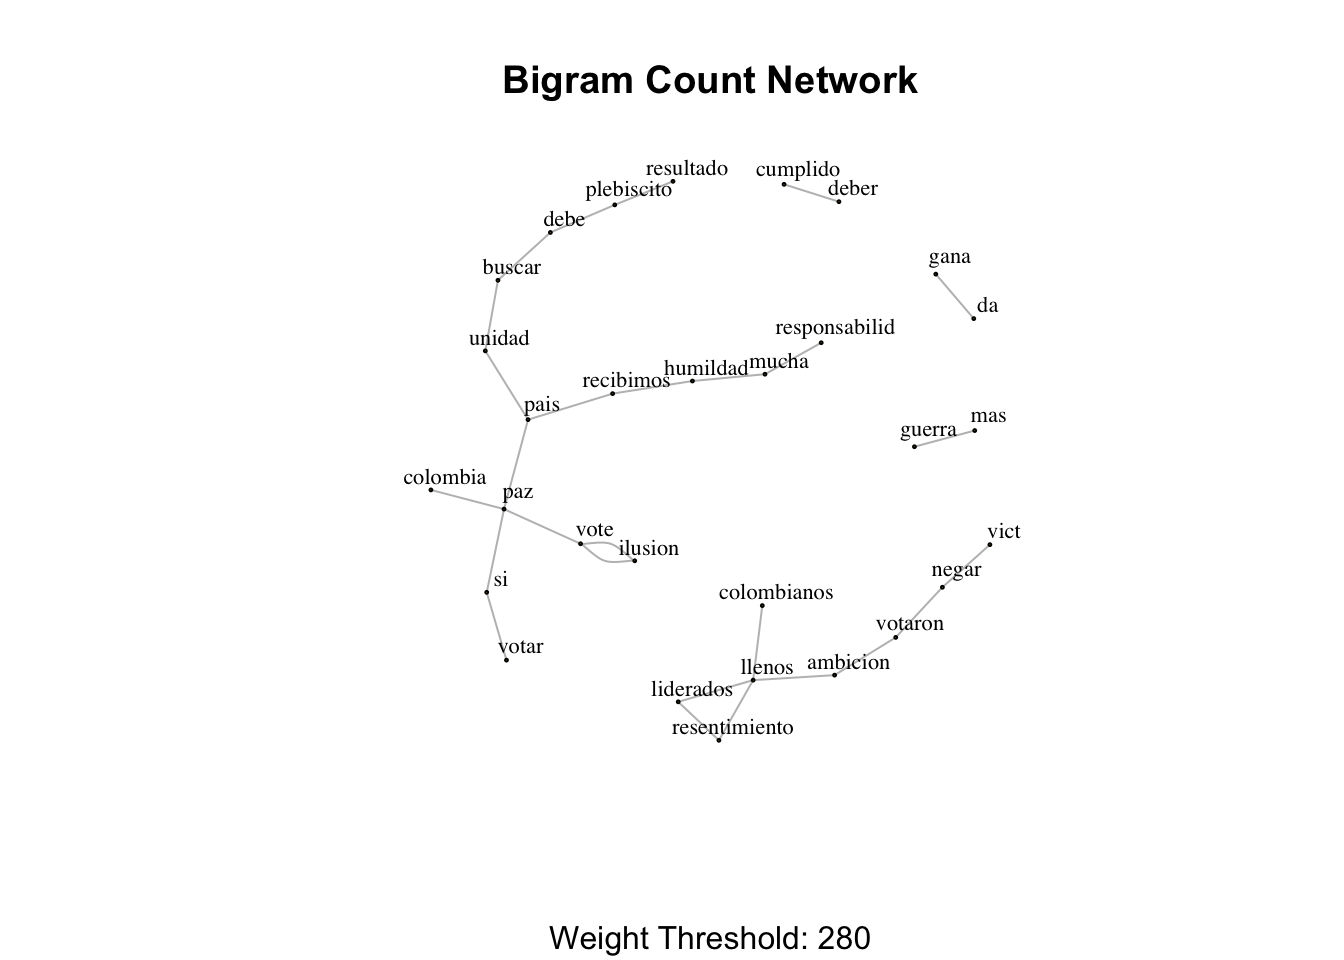 Bigram Count Network
resultado
cumplido
plebiscito
deber
debe
gana
buscar
da
responsabilid
unidad
mucha
humildad
recibimos
pais
mas
guerra
colombia
paz
vote
vict
ilusion
negar
si
colombianos
votaron
votar
ambicion
llenos
liderados
resentimiento
Weight Threshold: 280